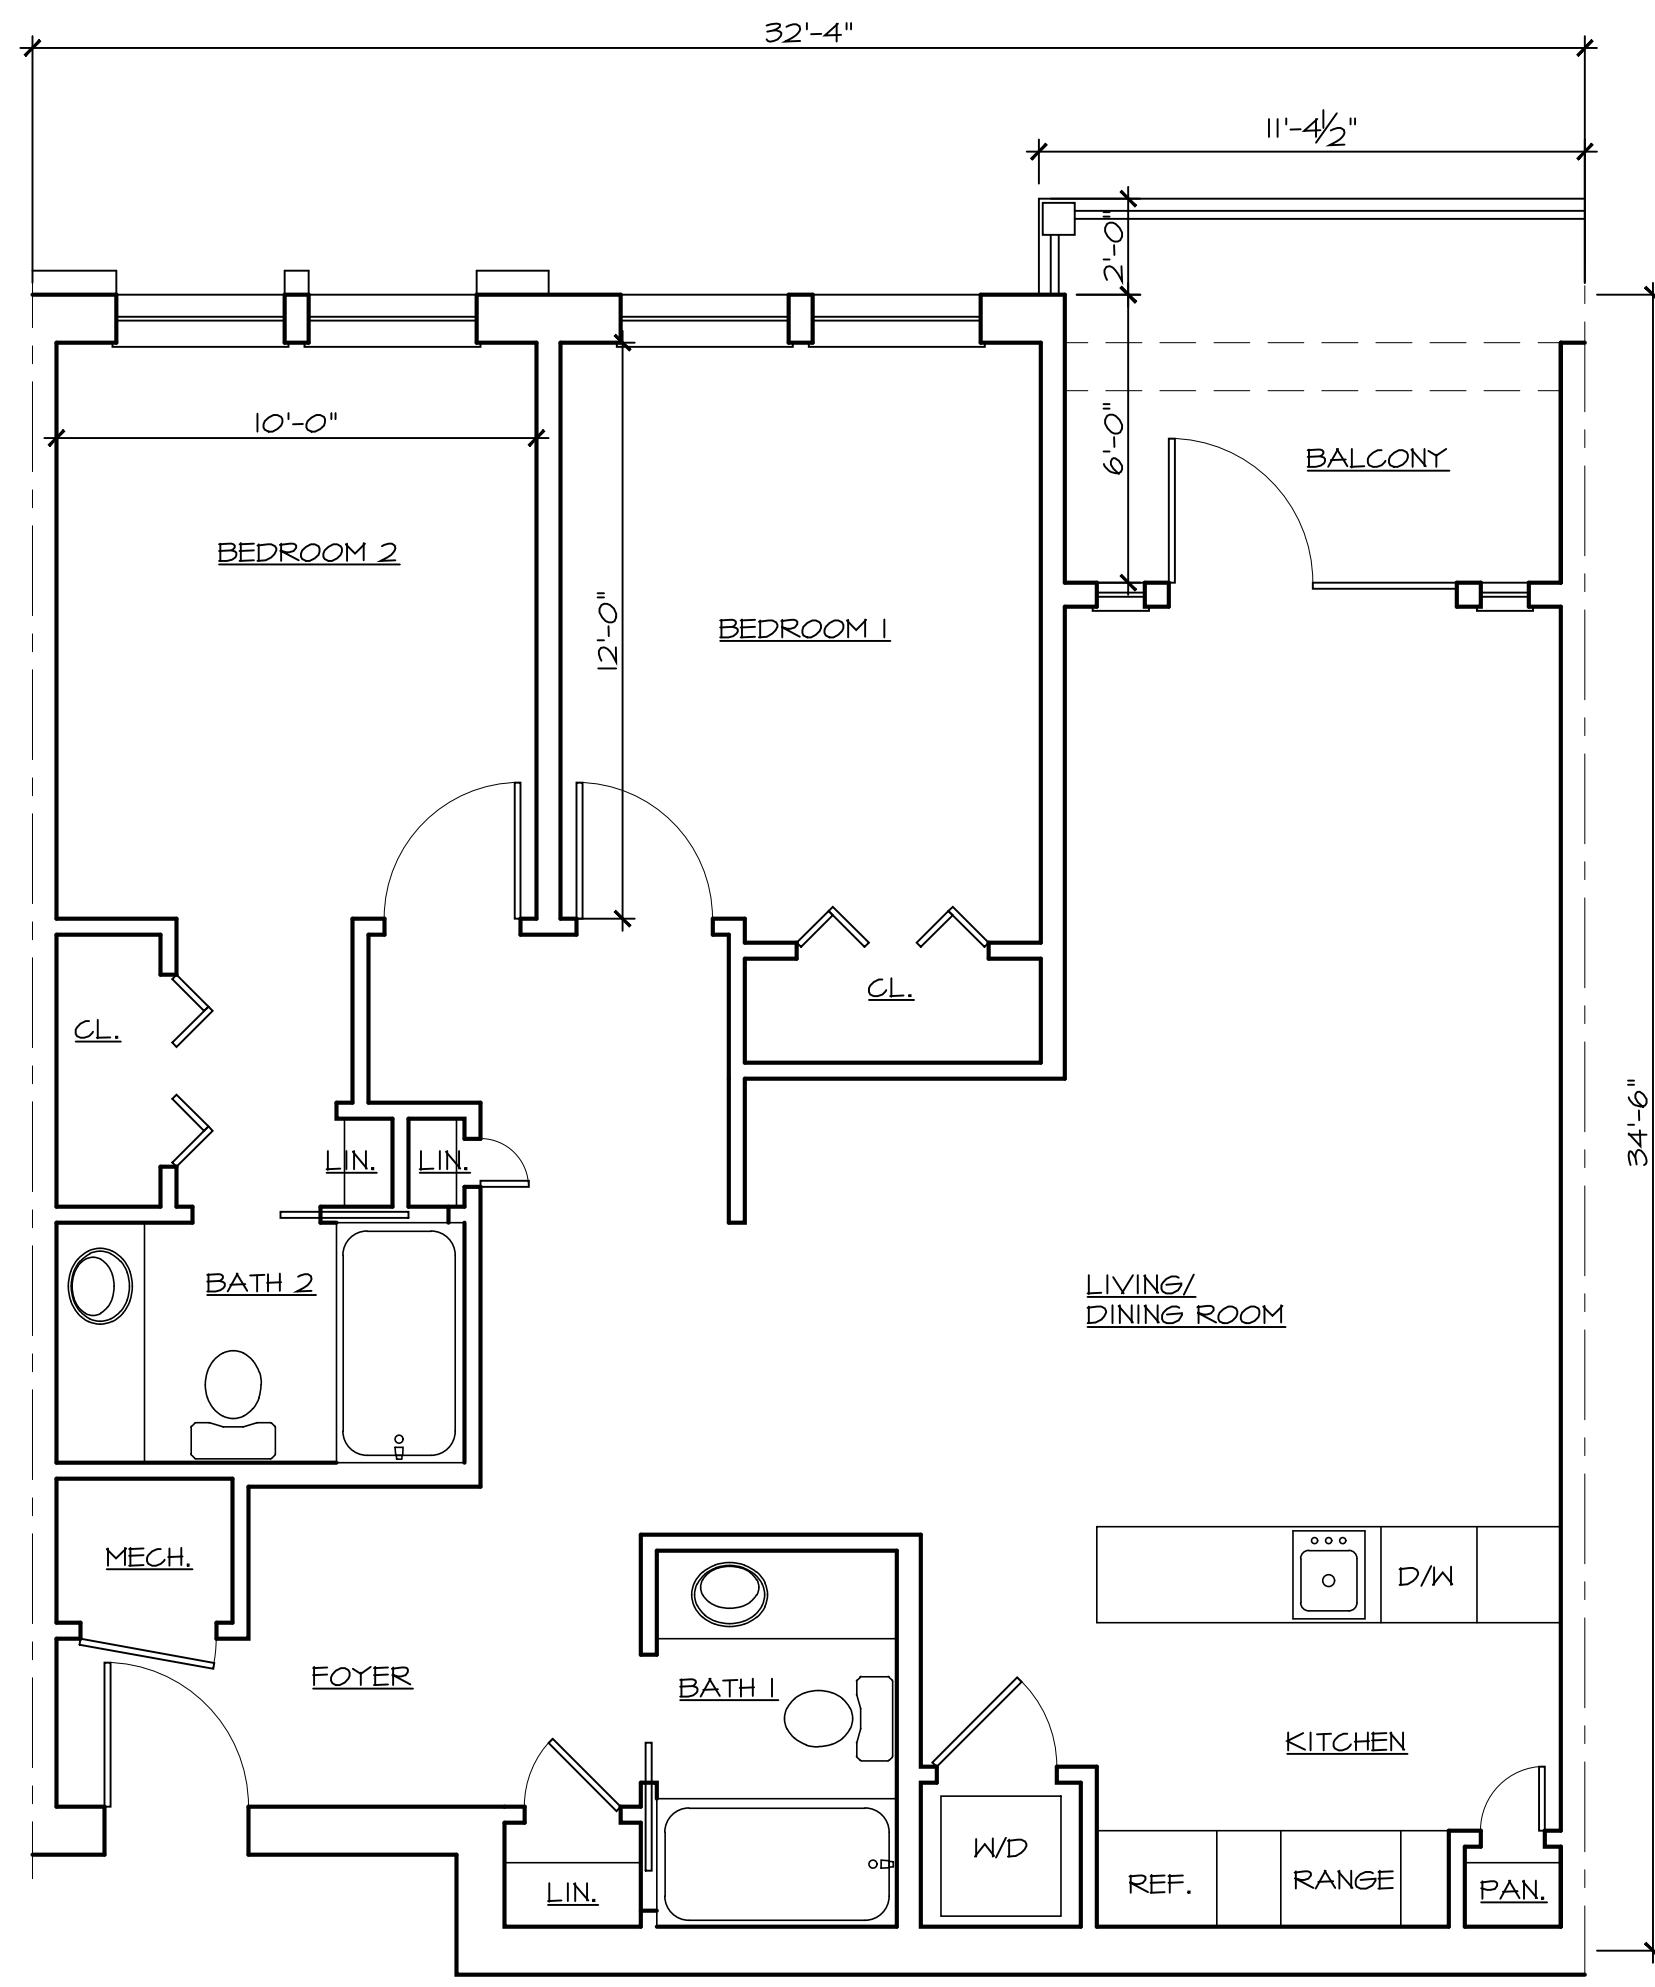 32'-4"
11'-4½"
2'-0"
10'-0"
6'-0"
BALCONY
BEDROOM 2
12'-0"
BEDROOM 1
CL.
CL.
34'-6"
LIN.
LIN.
BATH 2
LIVING/
DINING ROOM
MECH.
D/W
FOYER
BATH 1
KITCHEN
W/D
REF.
RANGE
LIN.
PAN.